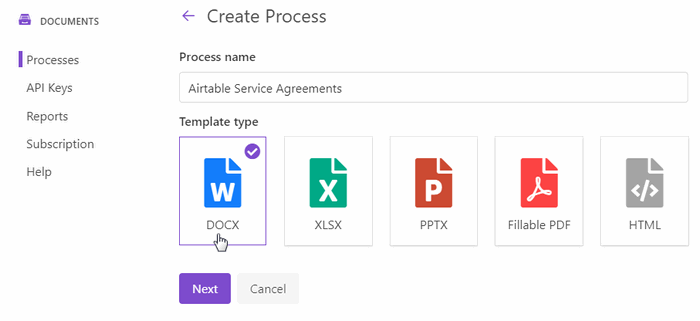 DOCUMENTS
Processes
API Keys
Reports
Subscription
Help
Create Process
Process name
Airtable Service Agreements
Template type
W X P </>
DOCX XLSX PPTX Fillable PDF HTML
Next Cancel